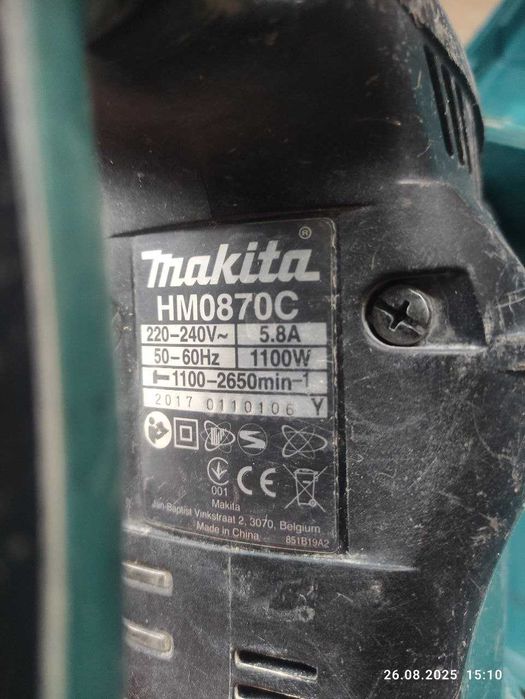 makita®
HM0870C
220-240V~ 5.8A
50-60Hz 1100W
1100-2650min-1
2017 0110106 Y
001
Makita
Jan-Baptist Vinkstraat 2, 3070, Belgium
Made in China 851B19A2
26.08.2025 15:10